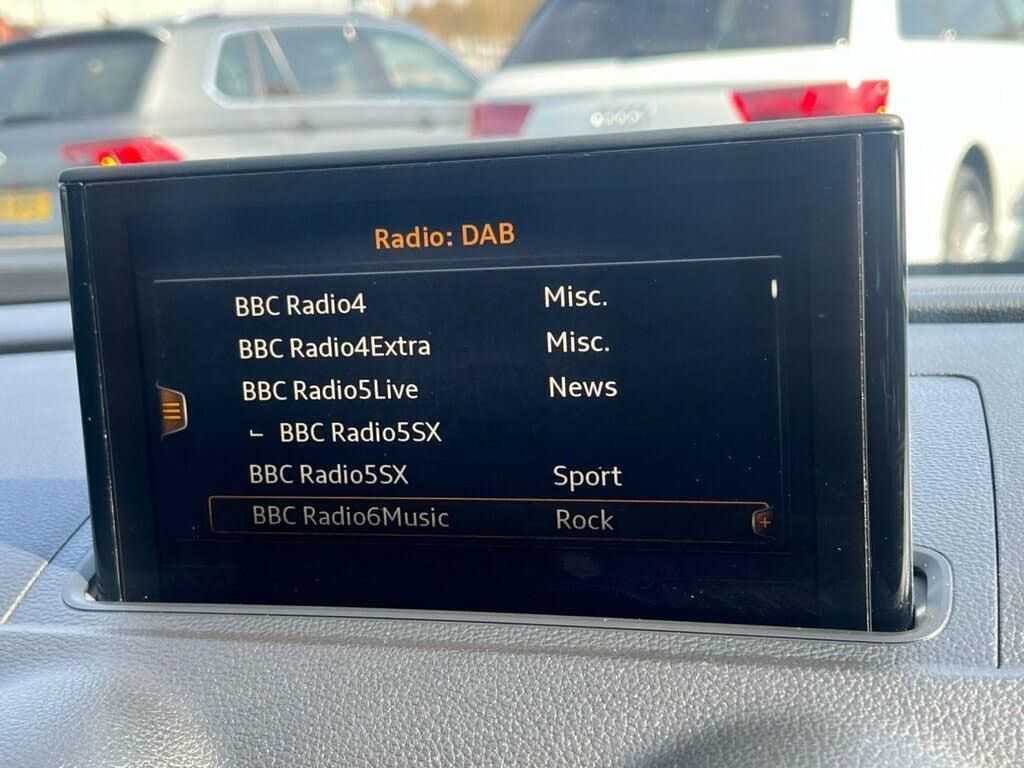 Radio: DAB
BBC Radio4 Misc.
BBC Radio4Extra Misc.
BBC Radio5Live News
BBC Radio5SX
BBC Radio5SX Sport
BBC Radio6Music Rock